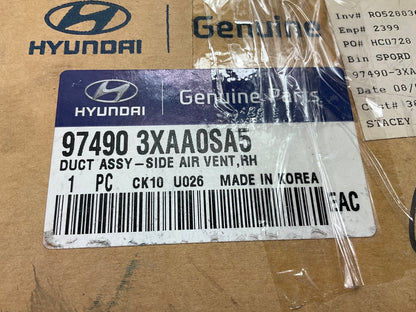 HYUNDAI
Genuine
Inv# RO52883
Emp# 2399
PO# HC0728
Bin SPORD
97490-3XA
Date 08/
STACEY
HYUNDAI
Genuine Parts
97490 3XAA0SA5
DUCT ASSY-SIDE AIR VENT,RH
1 PC CK10 U026 MADE IN KOREA
EAC